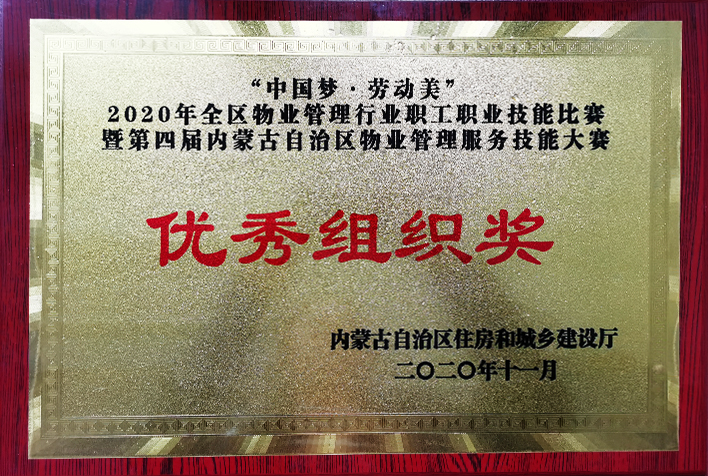 “中国梦·劳动美”
2020年全区物业管理行业职工职业技能比赛
暨第四届内蒙古自治区物业管理服务技能大赛
优秀组织奖
内蒙古自治区住房和城乡建设厅
二〇二〇年十一月